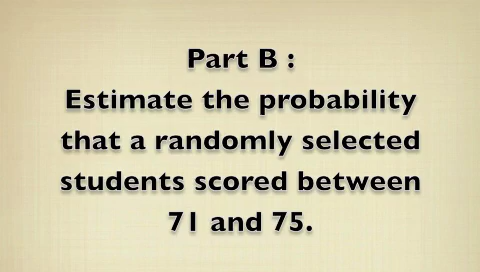 Part B :
Estimate the probability
that a randomly selected
students scored between
71 and 75.